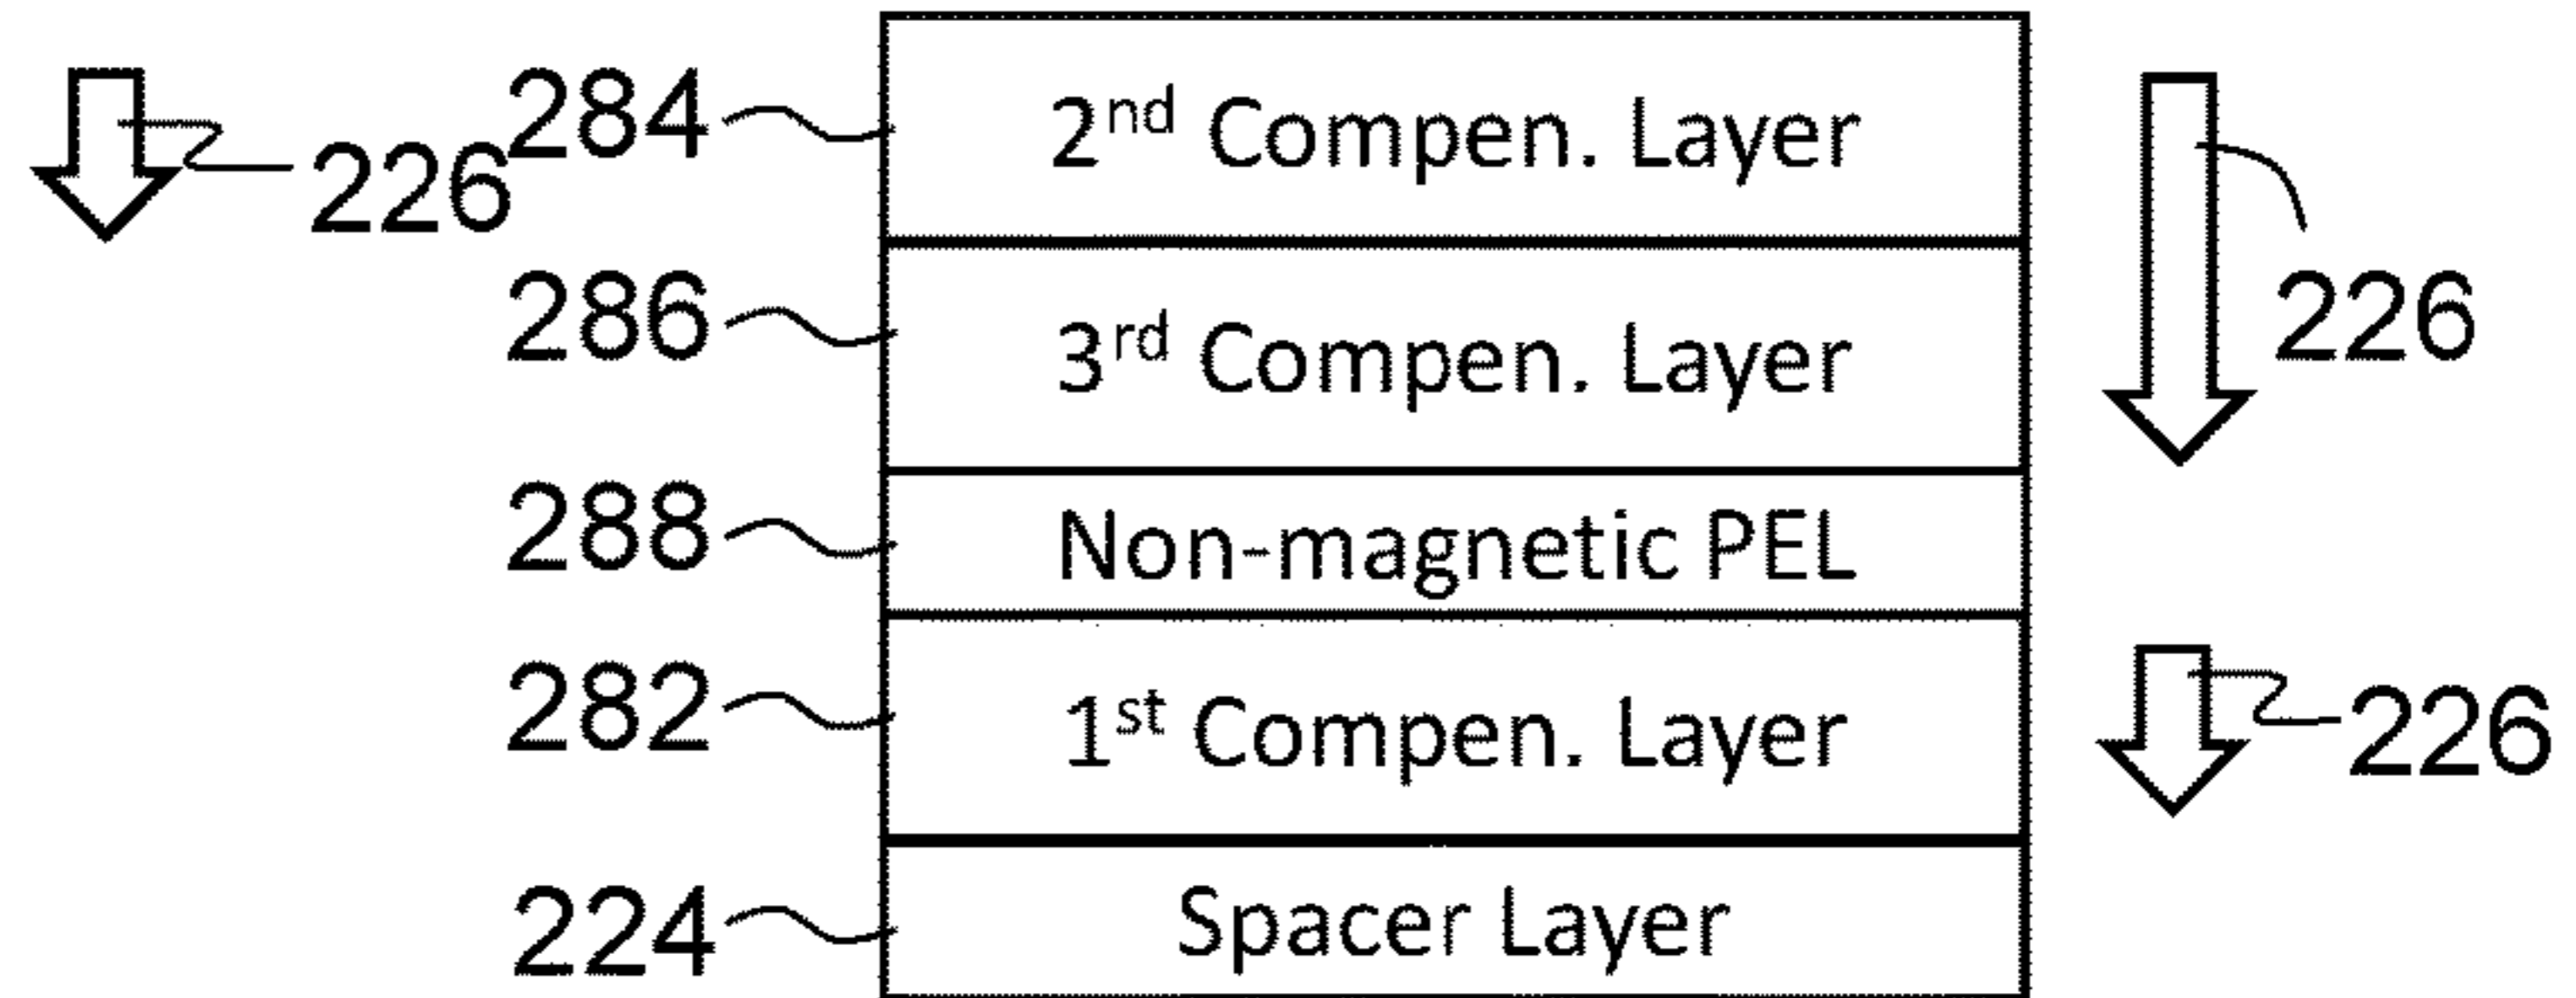 284 2nd Compen. Layer
226
226
286 3rd Compen. Layer
288 Non-magnetic PEL
282 1st Compen. Layer
226
224 Spacer Layer